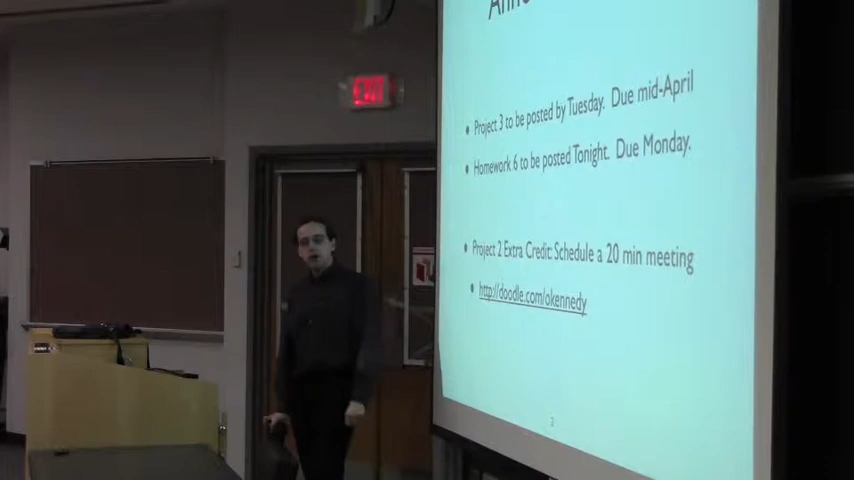 EXIT
• Project 3 to be posted by Tuesday. Due mid-April
• Homework 6 to be posted Tonight. Due Monday.
• Project 2 Extra Credit: Schedule a 20 min meeting
• http://doodle.com/okennedy